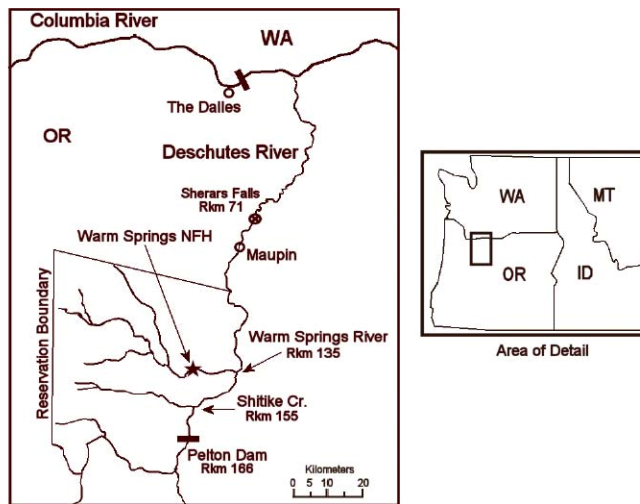 Columbia River
WA
The Dalles
OR
Deschutes River
Sherars Falls
Rkm 71
Warm Springs NFH
Maupin
Reservation Boundary
Warm Springs River
Rkm 135
Shitike Cr.
Rkm 155
Pelton Dam
Rkm 166
Kilometers
0 5 10 20
WA
MT
OR
ID
Area of Detail